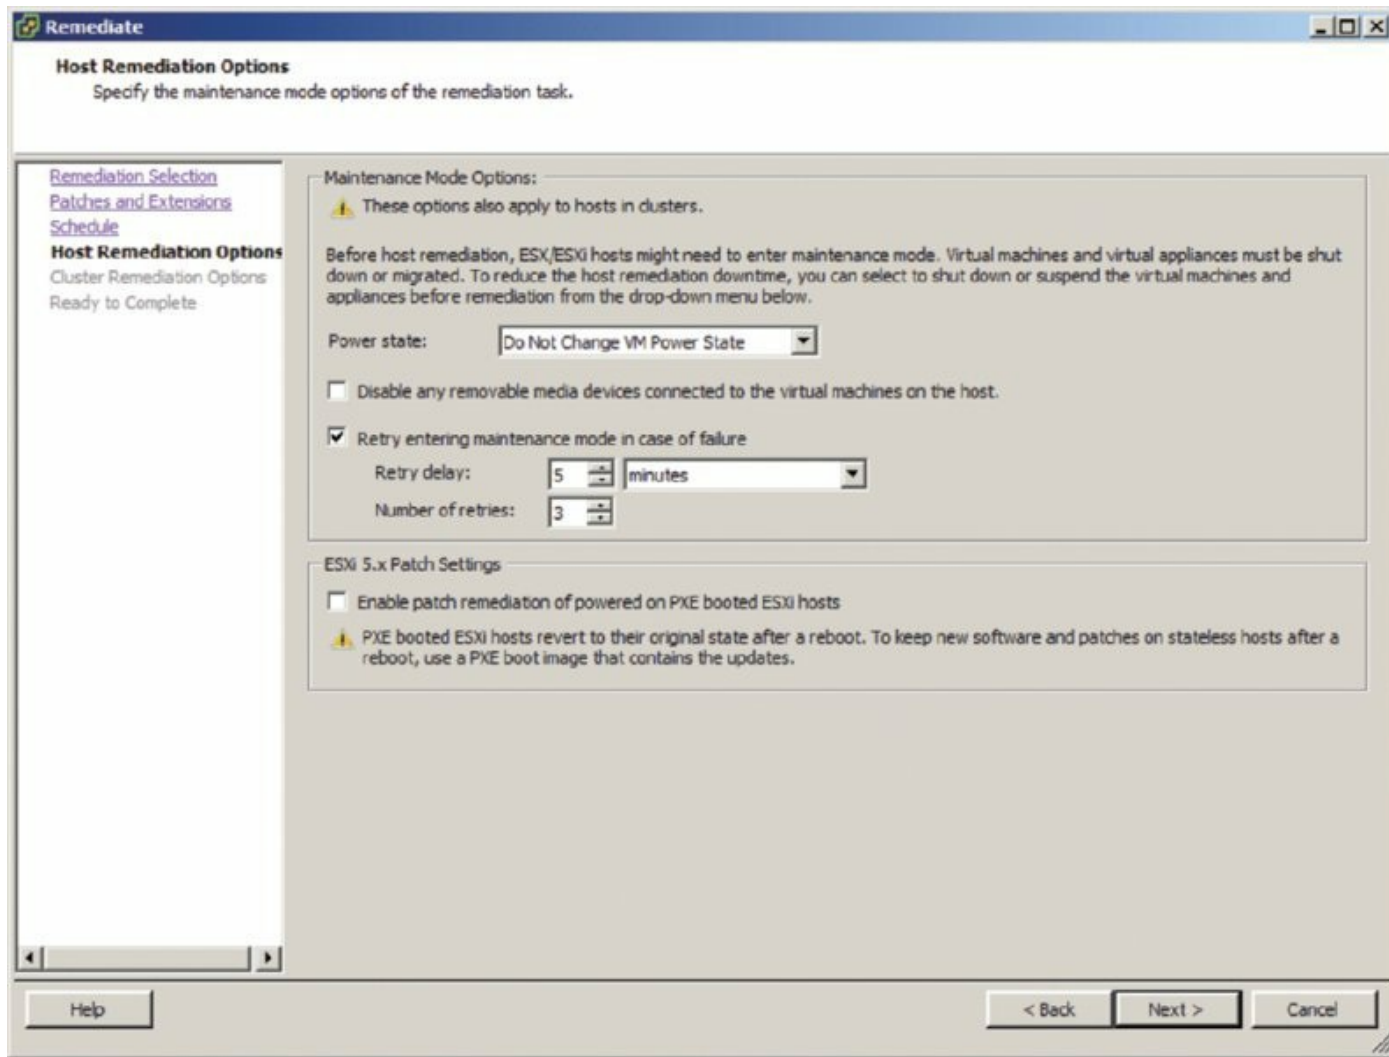 Remediate
Host Remediation Options
Specify the maintenance mode options of the remediation task.
Remediation Selection
Patches and Extensions
Schedule
Host Remediation Options
Cluster Remediation Options
Ready to Complete
Maintenance Mode Options:
These options also apply to hosts in clusters.
Before host remediation, ESX/ESXi hosts might need to enter maintenance mode. Virtual machines and virtual appliances must be shut
down or migrated. To reduce the host remediation downtime, you can select to shut down or suspend the virtual machines and
appliances before remediation from the drop-down menu below.
Power state: Do Not Change VM Power State
Disable any removable media devices connected to the virtual machines on the host.
Retry entering maintenance mode in case of failure
Retry delay: 5 minutes
Number of retries: 3
ESXi 5.x Patch Settings
Enable patch remediation of powered on PXE booted ESXi hosts
PXE booted ESXi hosts revert to their original state after a reboot. To keep new software and patches on stateless hosts after a
reboot, use a PXE boot image that contains the updates.
Help < Back Next > Cancel